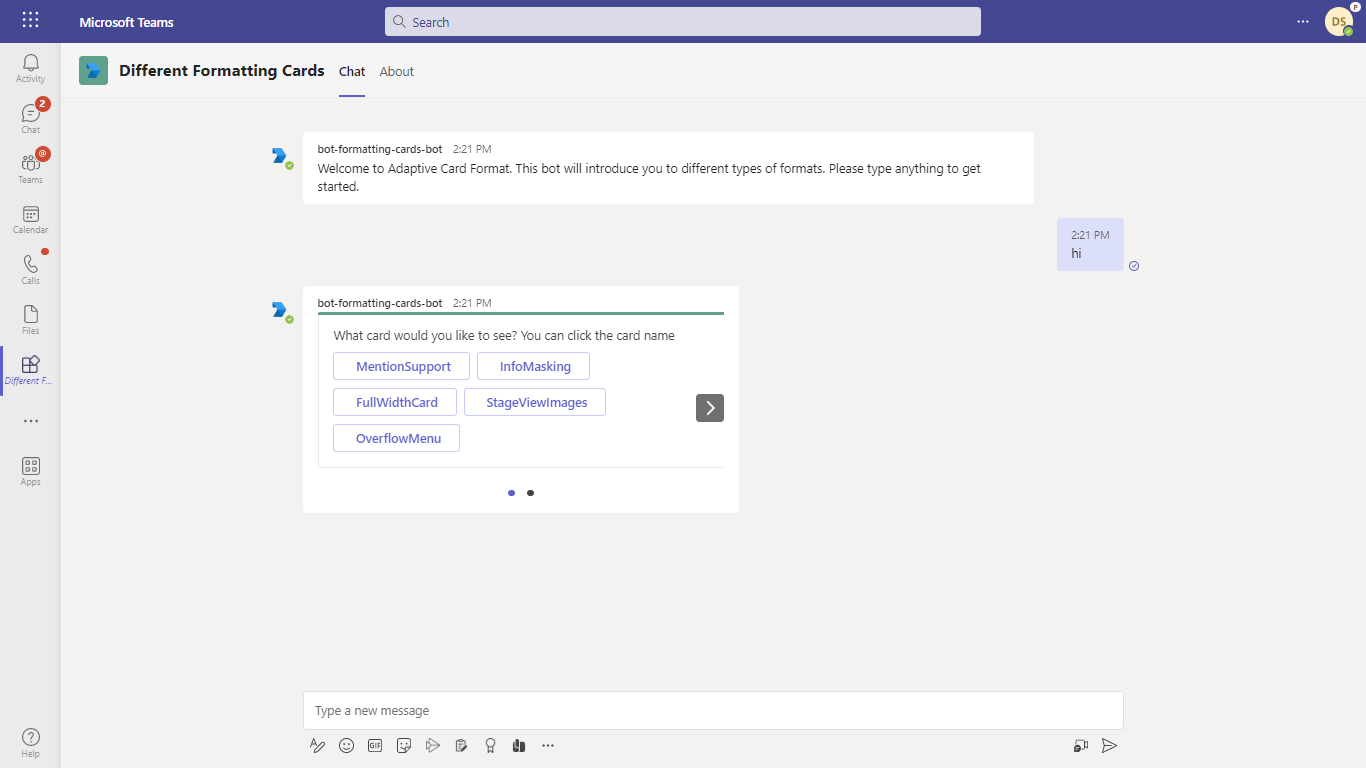 Microsoft Teams
Search
DS
P
Activity
2
Chat
@
Teams
Calendar
Calls
Files
Different F...
Apps
Help
Different Formatting Cards
Chat
About
bot-formatting-cards-bot 2:21 PM
Welcome to Adaptive Card Format. This bot will introduce you to different types of formats. Please type anything to get
started.
2:21 PM
hi
bot-formatting-cards-bot 2:21 PM
What card would you like to see? You can click the card name
MentionSupport
InfoMasking
FullWidthCard
StageViewImages
OverflowMenu
Type a new message
GIF